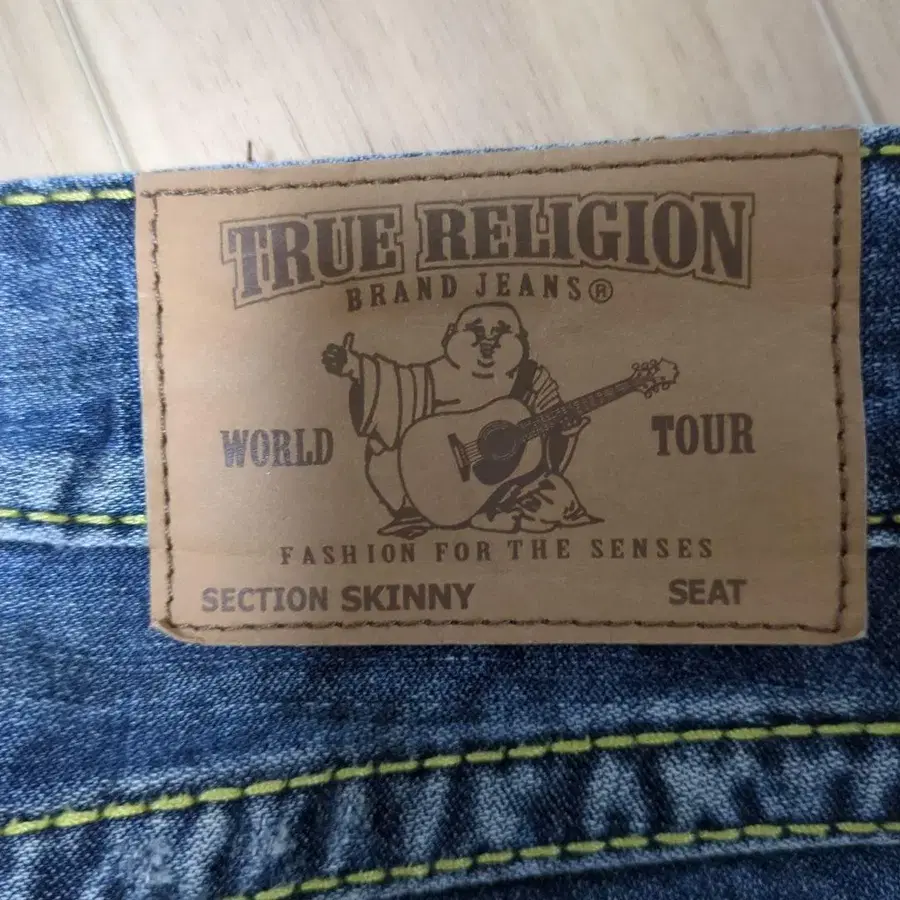 TRUE RELIGION
BRAND JEANS®
WORLD TOUR
FASHION FOR THE SENSES
SECTION SKINNY SEAT